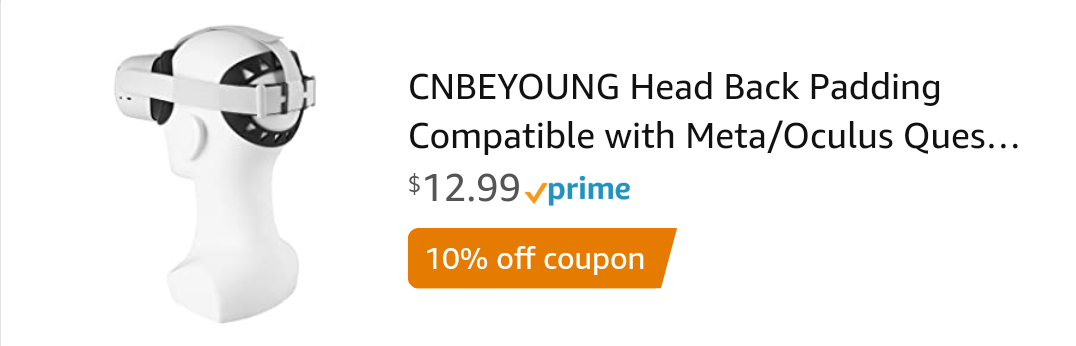 CNBEYOUNG Head Back Padding
Compatible with Meta/Oculus Ques...
$12.99 prime
10% off coupon